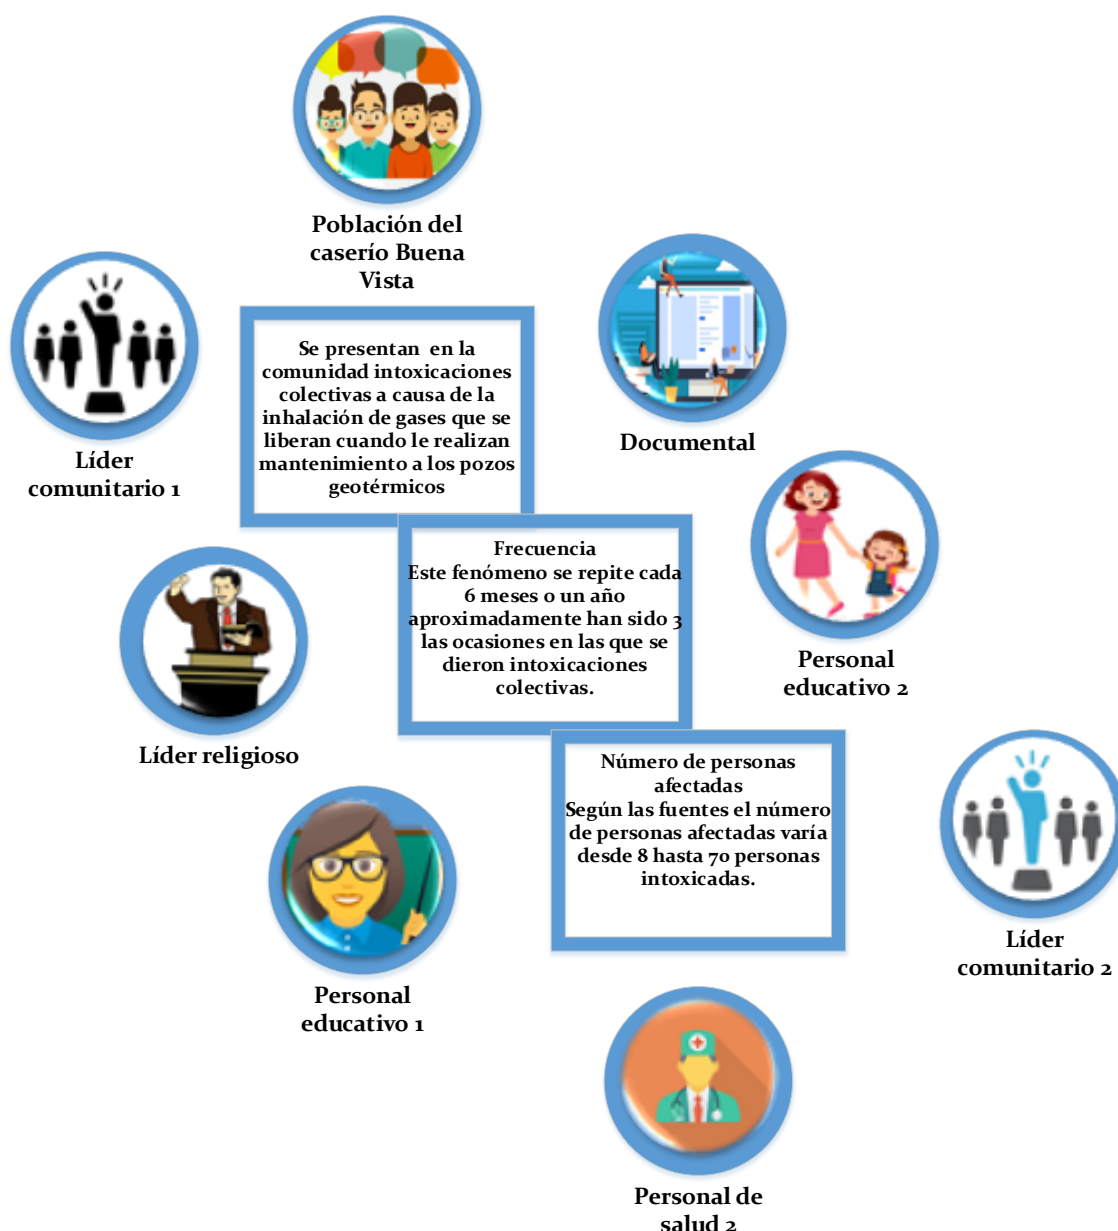 Población del
caserío Buena
Vista
Líder
comunitario 1
Se presentan en la
comunidad intoxicaciones
colectivas a causa de la
inhalación de gases que se
liberan cuando le realizan
mantenimiento a los pozos
geotérmicos
Documental
Frecuencia
Este fenómeno se repite cada
6 meses o un año
aproximadamente han sido 3
las ocasiones en las que se
dieron intoxicaciones
colectivas.
Personal
educativo 2
Líder religioso
Número de personas
afectadas
Según las fuentes el número
de personas afectadas varía
desde 8 hasta 70 personas
intoxicadas.
Líder
comunitario 2
Personal
educativo 1
Personal de
salud 2